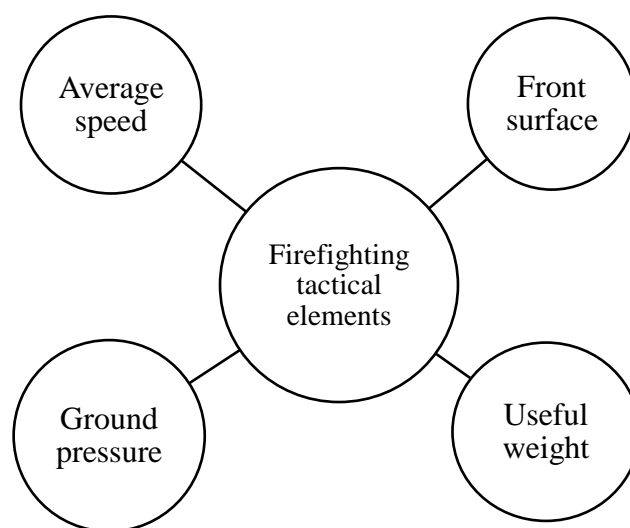 Average
speed
Front
surface
Firefighting
tactical
elements
Ground
pressure
Useful
weight